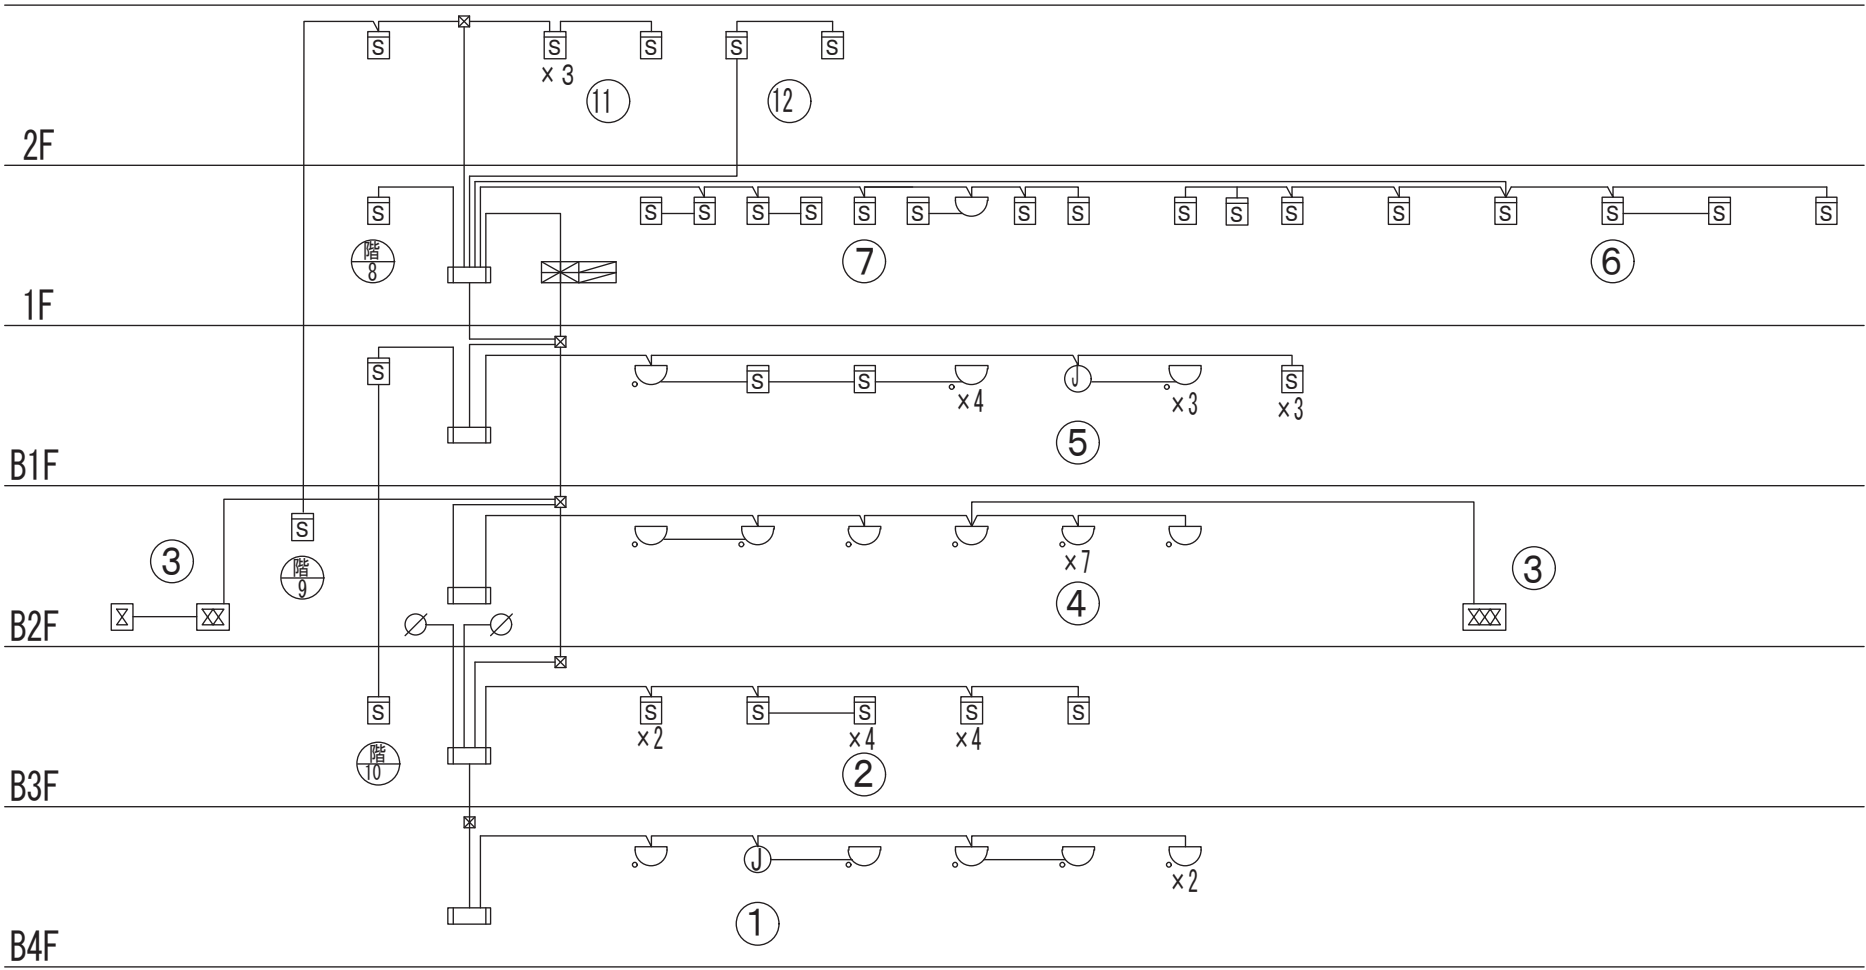 S S S S S
× 3
11 12
2F
S S S S S S S S S S S S S S S S S
階 8
7 6
1F
S S S J S
×4 ×3 ×3
5
B1F
S
3 3
階 9
×7
4
B2F
S S S S S S
×2 ×4 ×4
階 10
2
B3F
J
×2
1
B4F